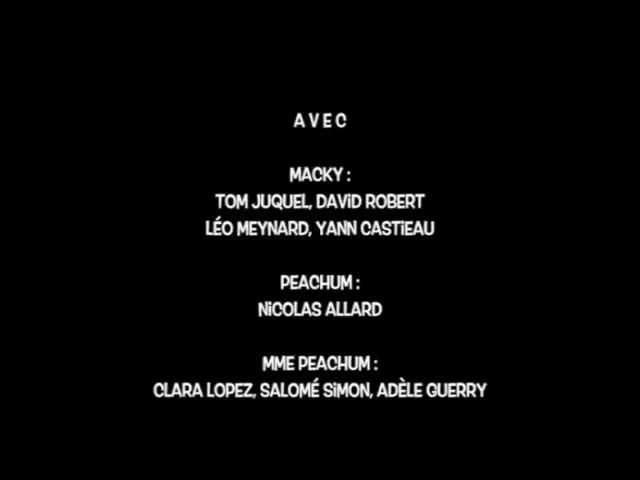 AVEC
MACKY :
TOM JUQUEL, DAViD ROBERT
LÉO MEYNARD, YANN CASTiEAU
PEACHUM :
NiCOLAS ALLARD
MME PEACHUM :
CLARA LOPEZ, SALOMÉ SiMON, ADÈLE GUERRY